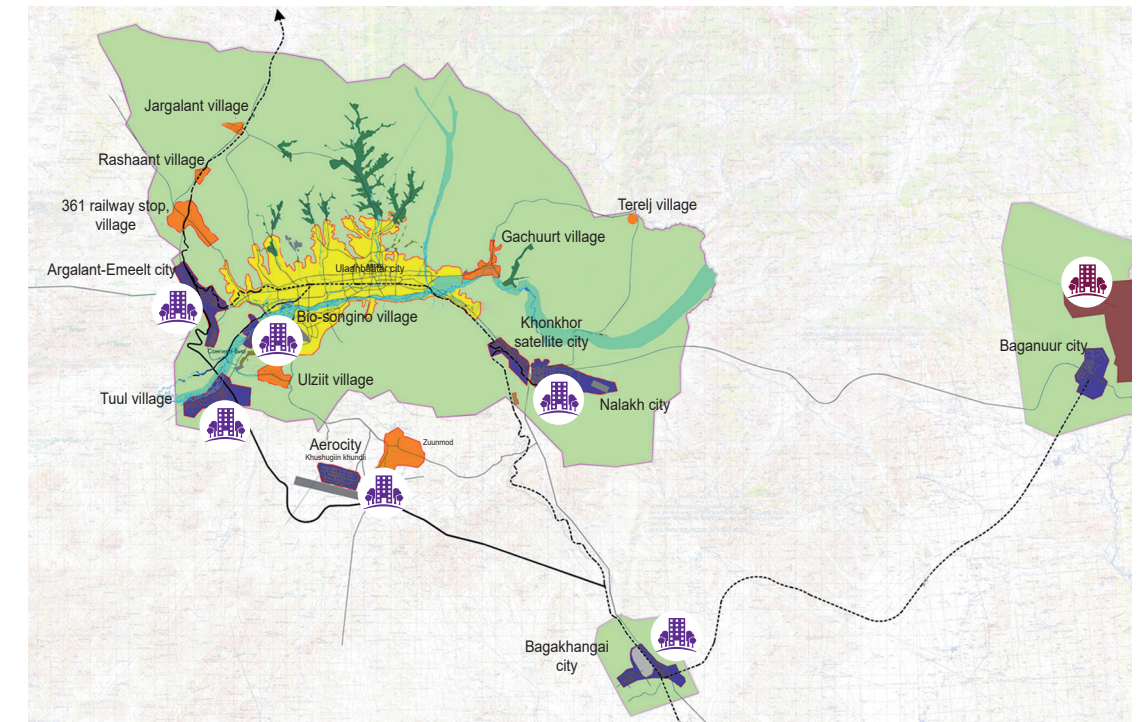 Jargalant village
Rashaant village
361 railway stop,
village
Terelj village
Gachuurt village
Argalant-Emeelt city
Ulaanbaatar city
Bio-songino village
Khonkhor
satellite city
Baganuur city
Ulziit village
Tuul village
Nalakh city
Aerocity
Khushugiin khundii
Zuunmod
Bagakhangai
city